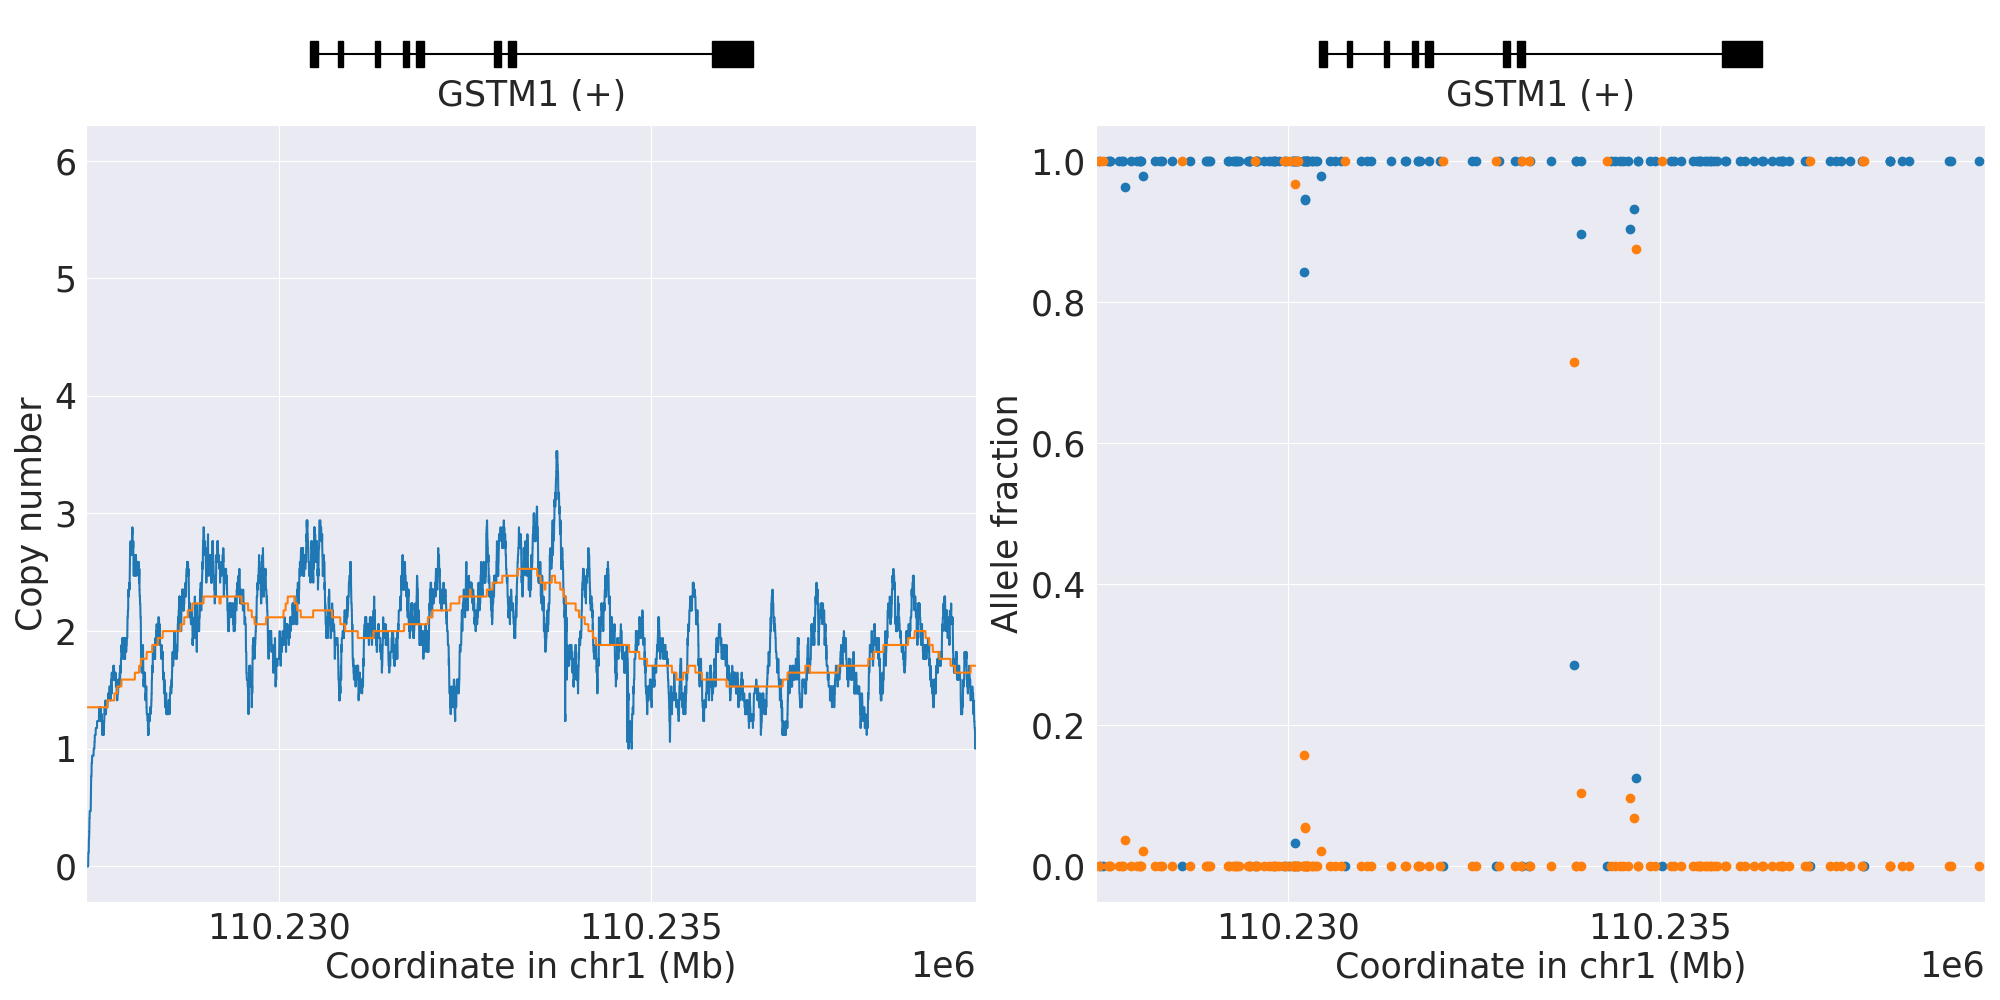 GSTM1 (+)
6
5
4
3
2
1
0
Copy number
110.230
110.235
Coordinate in chr1 (Mb)
1e6
GSTM1 (+)
1.0
0.8
0.6
0.4
0.2
0.0
Allele fraction
110.230
110.235
Coordinate in chr1 (Mb)
1e6